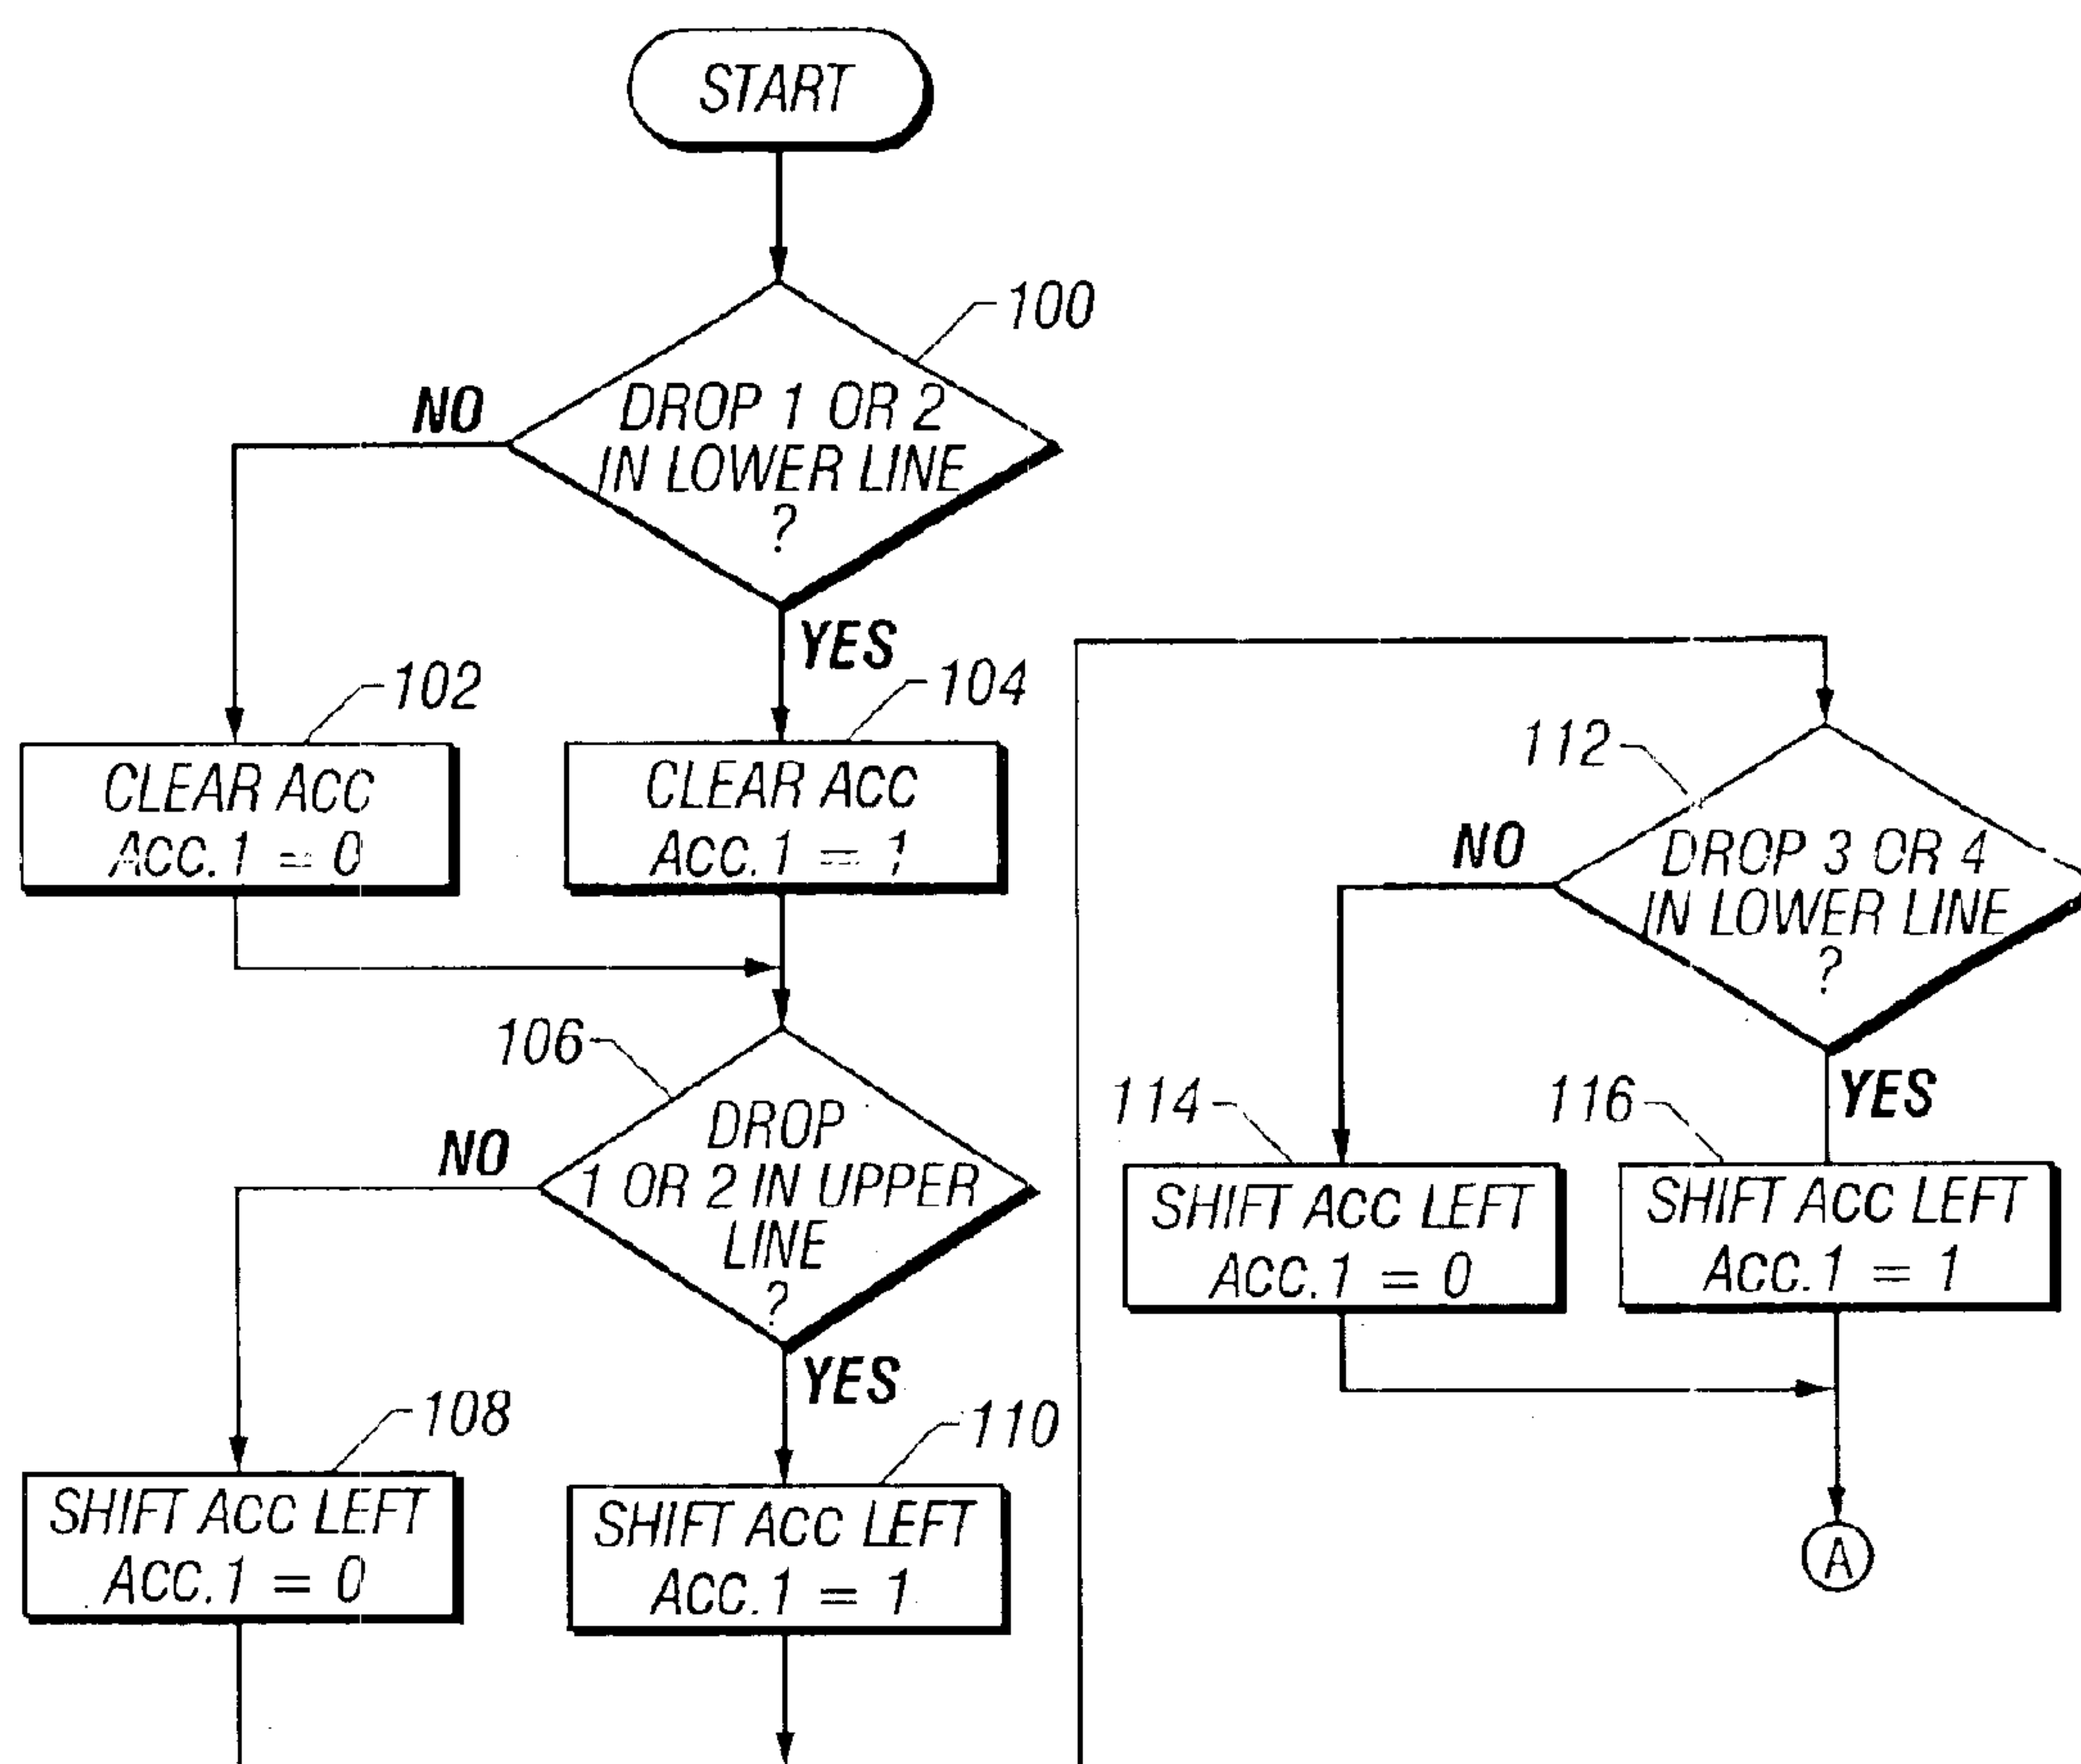 START
100
DROP 1 OR 2
IN LOWER LINE
?
NO
YES
102
CLEAR ACC
ACC. 1 = 0
104
CLEAR ACC
ACC. 1 = 1
106
DROP
1 OR 2 IN UPPER
LINE
?
NO
YES
108
SHIFT ACC LEFT
ACC. 1 = 0
110
SHIFT ACC LEFT
ACC. 1 = 1
112
DROP 3 OR 4
IN LOWER LINE
?
NO
YES
114
SHIFT ACC LEFT
ACC. 1 = 0
116
SHIFT ACC LEFT
ACC. 1 = 1
A